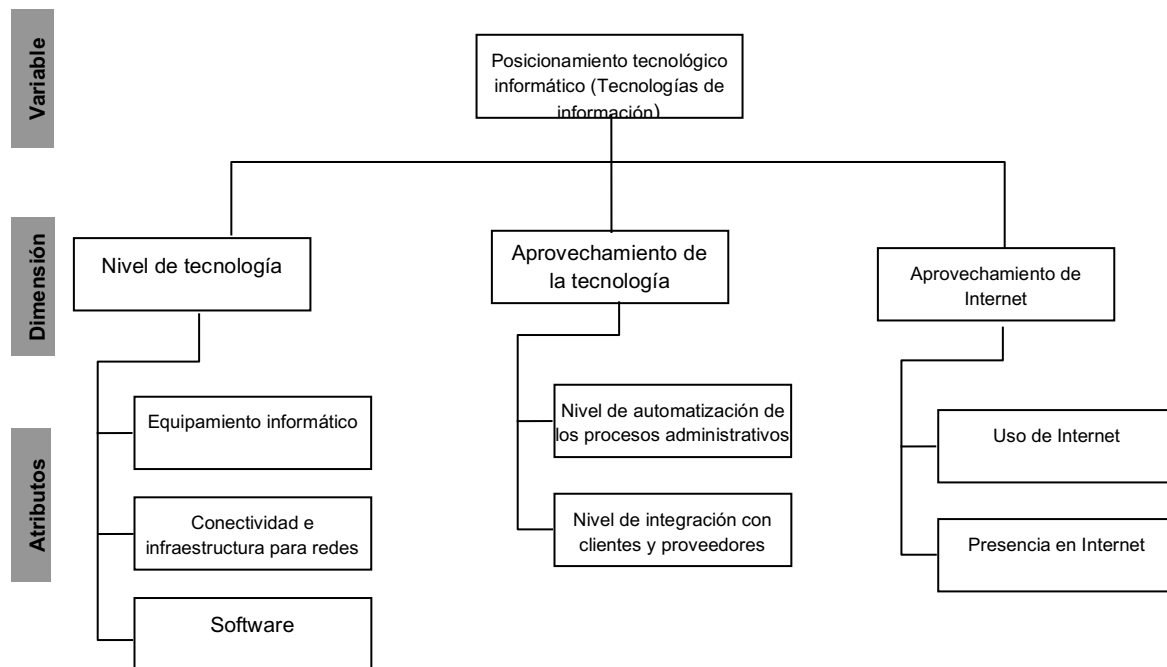 Variable
Posicionamiento tecnológico
informático (Tecnologías de
información)
Dimensión
Nivel de tecnología
Aprovechamiento de
la tecnología
Aprovechamiento de
Internet
Atributos
Equipamiento informático
Conectividad e
infraestructura para redes
Software
Nivel de automatización de
los procesos administrativos
Nivel de integración con
clientes y proveedores
Uso de Internet
Presencia en Internet